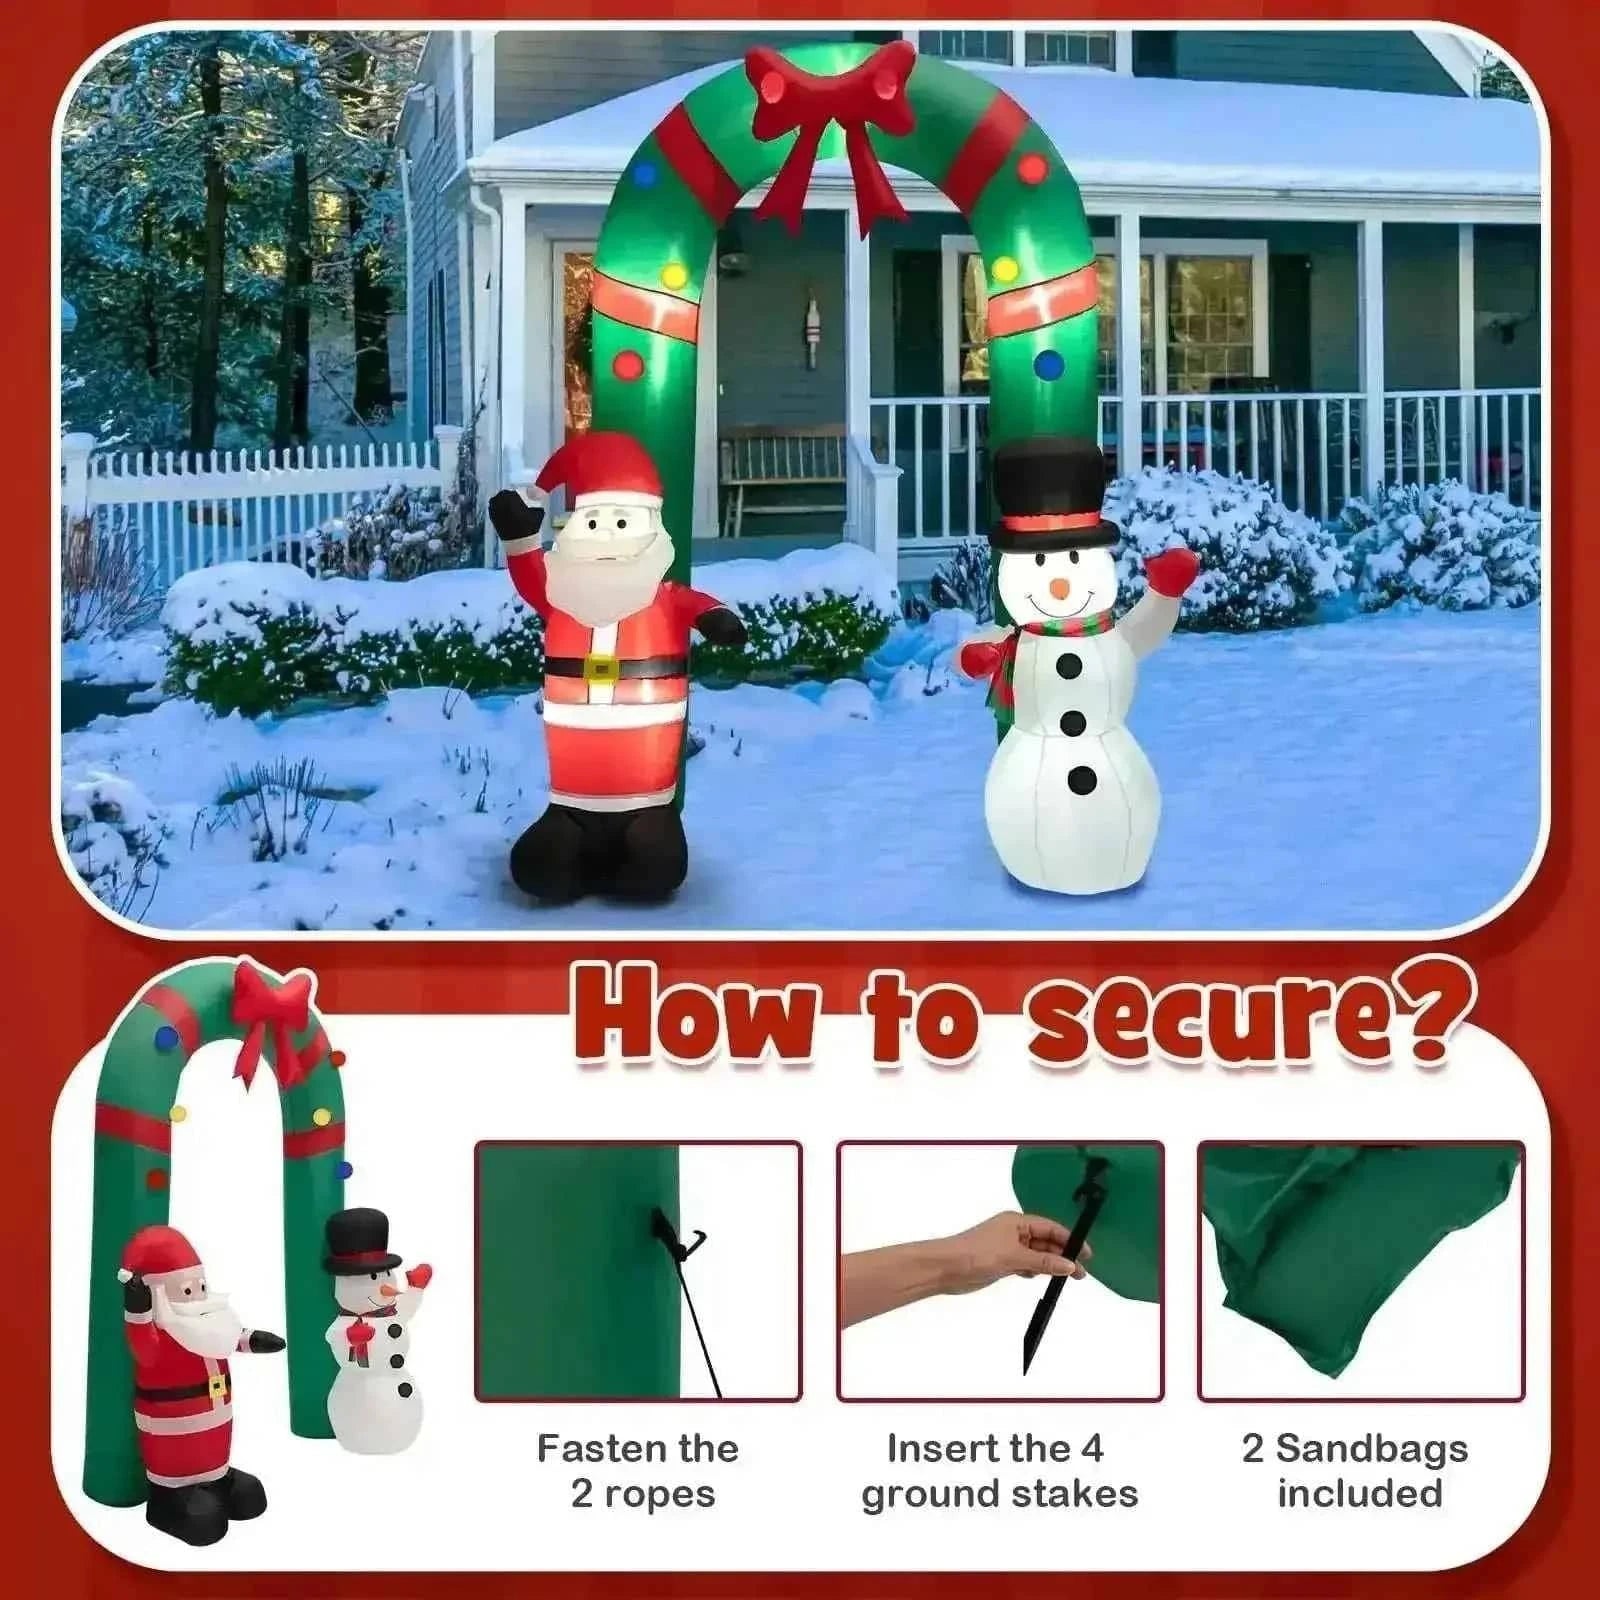 How to secure?
Fasten the
2 ropes
Insert the 4
ground stakes
2 Sandbags
included